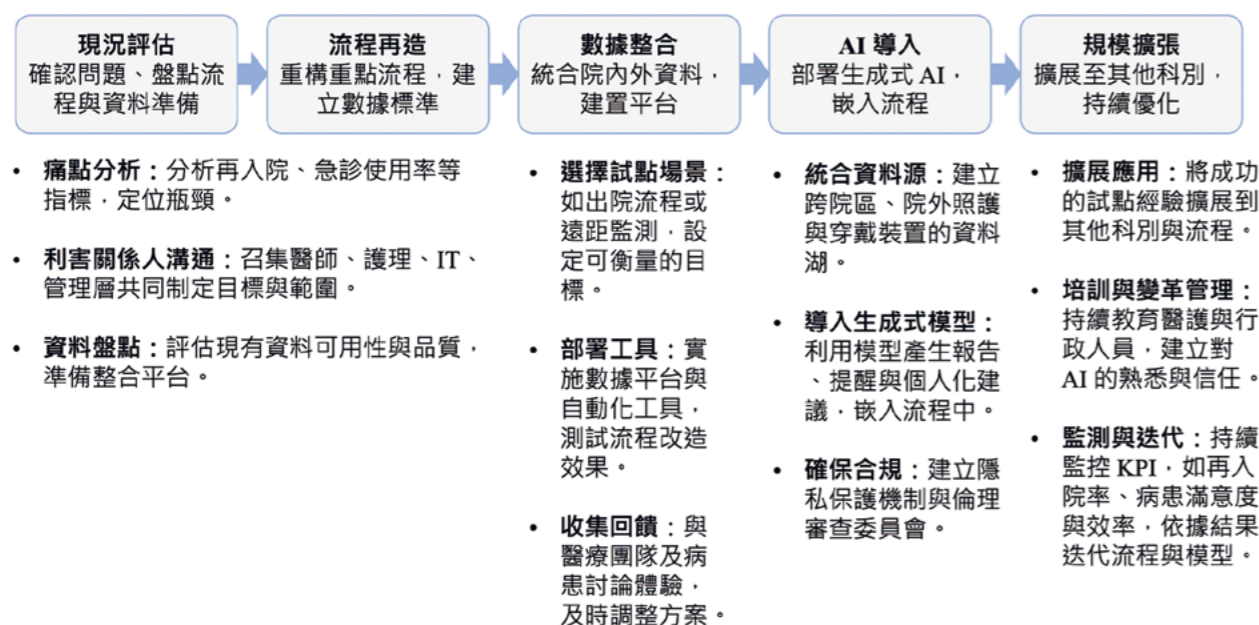 現況評估
確認問題、盤點流
程與資料準備
流程再造
重構重點流程，建
立數據標準
數據整合
統合院內外資料，
建置平台
AI 導入
部署生成式 AI，
嵌入流程
規模擴張
擴展至其他科別，
持續優化
• 痛點分析：分析再入院、急診使用率等
指標，定位瓶頸。
• 利害關係人溝通：召集醫師、護理、IT、
管理層共同制定目標與範圍。
• 資料盤點：評估現有資料可用性與品質，
準備整合平台。
• 選擇試點場景：
如出院流程或
遠距監測，設
定可衡量的目
標。
• 部署工具：實
施數據平台與
自動化工具，
測試流程改造
效果。
• 收集回饋：與
醫療團隊及病
患討論體驗，
及時調整方案。
• 統合資料源：建立
跨院區、院外照護
與穿戴裝置的資料
湖。
• 導入生成式模型：
利用模型產生報告
、提醒與個人化建
議，嵌入流程中。
• 確保合規：建立隱
私保護機制與倫理
審查委員會。
• 擴展應用：將成功
的試點經驗擴展到
其他科別與流程。
• 培訓與變革管理：
持續教育醫護與行
政人員，建立對
AI 的熟悉與信任。
• 監測與迭代：持續
監控 KPI，如再入
院率、病患滿意度
與效率，依據結果
迭代流程與模型。